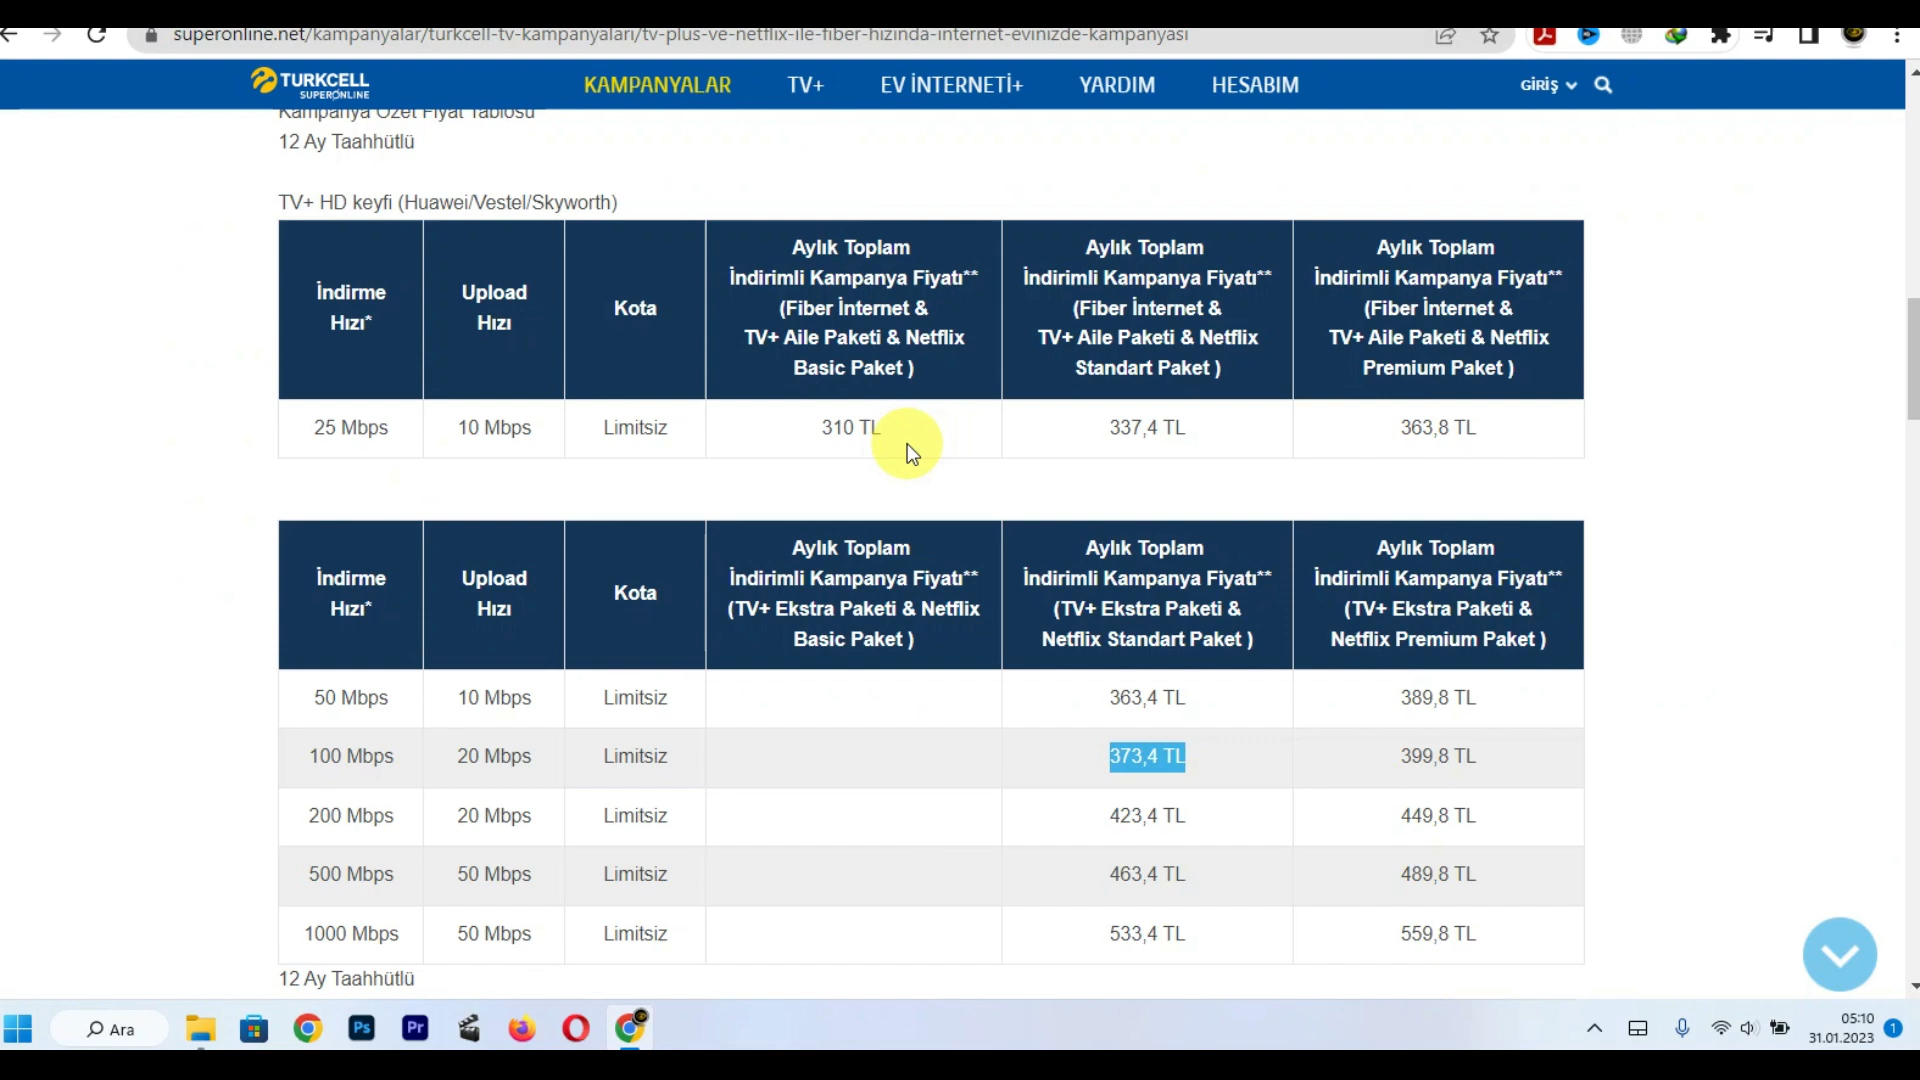 superonline.net/kampanyalar/turkcell-tv-kampanyalari/tv-plus-ve-netflix-ile-fiber-hizinda-internet-evinizde-kampanyasi
TURKCELL
SUPERONLINE
KAMPANYALAR
TV+
EV İNTERNETİ+
YARDIM
HESABIM
GİRİŞ
Kampanya Özet Fiyat Tablosu
12 Ay Taahhütlü
TV+ HD keyfi (Huawei/Vestel/Skyworth)
İndirme
Hızı*
Upload
Hızı
Kota
Aylık Toplam
İndirimli Kampanya Fiyatı**
(Fiber İnternet &
TV+ Aile Paketi & Netflix
Basic Paket )
Aylık Toplam
İndirimli Kampanya Fiyatı**
(Fiber İnternet &
TV+ Aile Paketi & Netflix
Standart Paket )
Aylık Toplam
İndirimli Kampanya Fiyatı**
(Fiber İnternet &
TV+ Aile Paketi & Netflix
Premium Paket )
25 Mbps 10 Mbps Limitsiz 310 TL 337,4 TL 363,8 TL
İndirme
Hızı*
Upload
Hızı
Kota
Aylık Toplam
İndirimli Kampanya Fiyatı**
(TV+ Ekstra Paketi & Netflix
Basic Paket )
Aylık Toplam
İndirimli Kampanya Fiyatı**
(TV+ Ekstra Paketi &
Netflix Standart Paket )
Aylık Toplam
İndirimli Kampanya Fiyatı**
(TV+ Ekstra Paketi &
Netflix Premium Paket )
50 Mbps 10 Mbps Limitsiz 363,4 TL 389,8 TL
100 Mbps 20 Mbps Limitsiz 373,4 TL 399,8 TL
200 Mbps 20 Mbps Limitsiz 423,4 TL 449,8 TL
500 Mbps 50 Mbps Limitsiz 463,4 TL 489,8 TL
1000 Mbps 50 Mbps Limitsiz 533,4 TL 559,8 TL
12 Ay Taahhütlü
Ara
Ps
Pr
05:10
31.01.2023
1